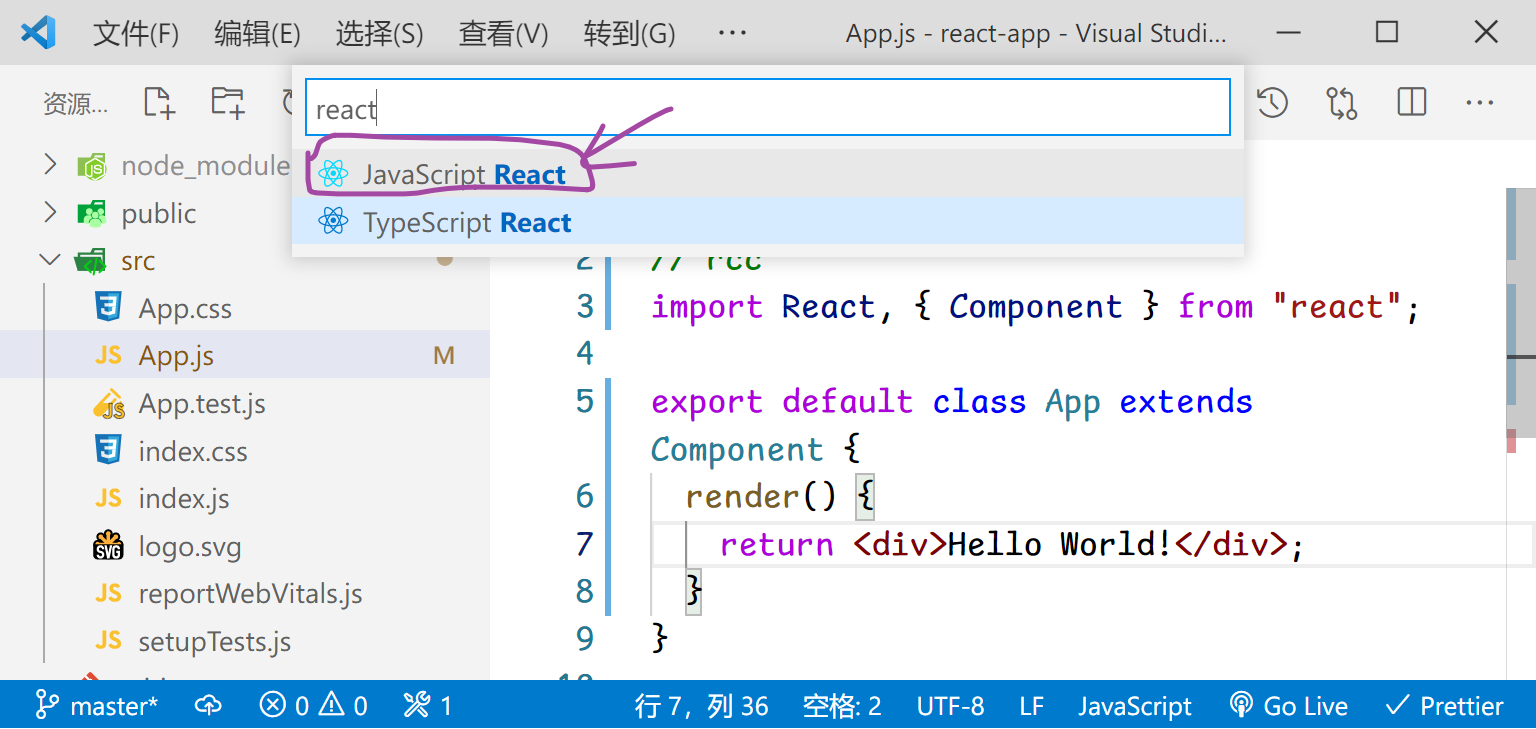 文件(F) 编辑(E) 选择(S) 查看(V) 转到(G) ··· App.js - react-app - Visual Studi...
资源...
react
JavaScript React
TypeScript React
node_module
public
src
App.css
App.js M
App.test.js
index.css
index.js
logo.svg
reportWebVitals.js
setupTests.js
2 // rcc
3 import React, { Component } from "react";
4
5 export default class App extends
Component {
6 render() {
7 return <div>Hello World!</div>;
8 }
9 }
master* 0 0 1 行 7，列 36 空格: 2 UTF-8 LF JavaScript Go Live Prettier